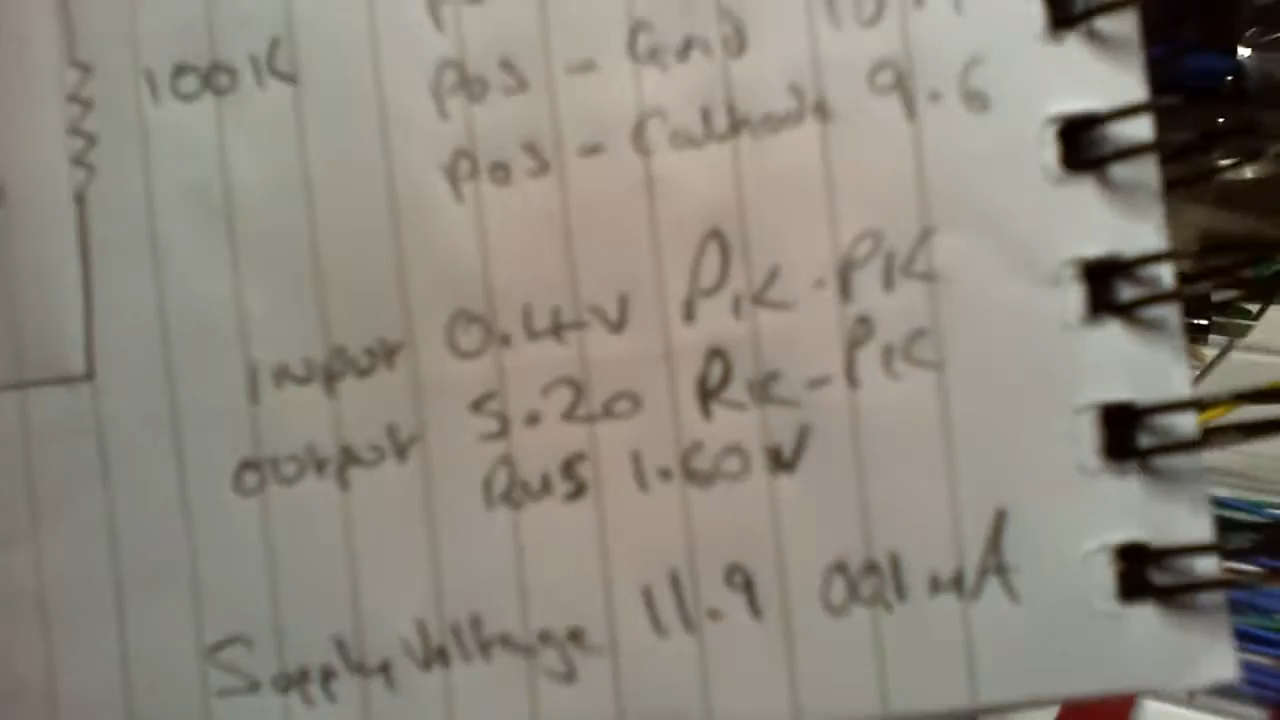 100K
POS - Gnd
POS - Cathode 9.6
input 0.4V PK-PK
output 5.20 PK-PK
RMS 1.60V
Supply Voltage 11.9 001mA